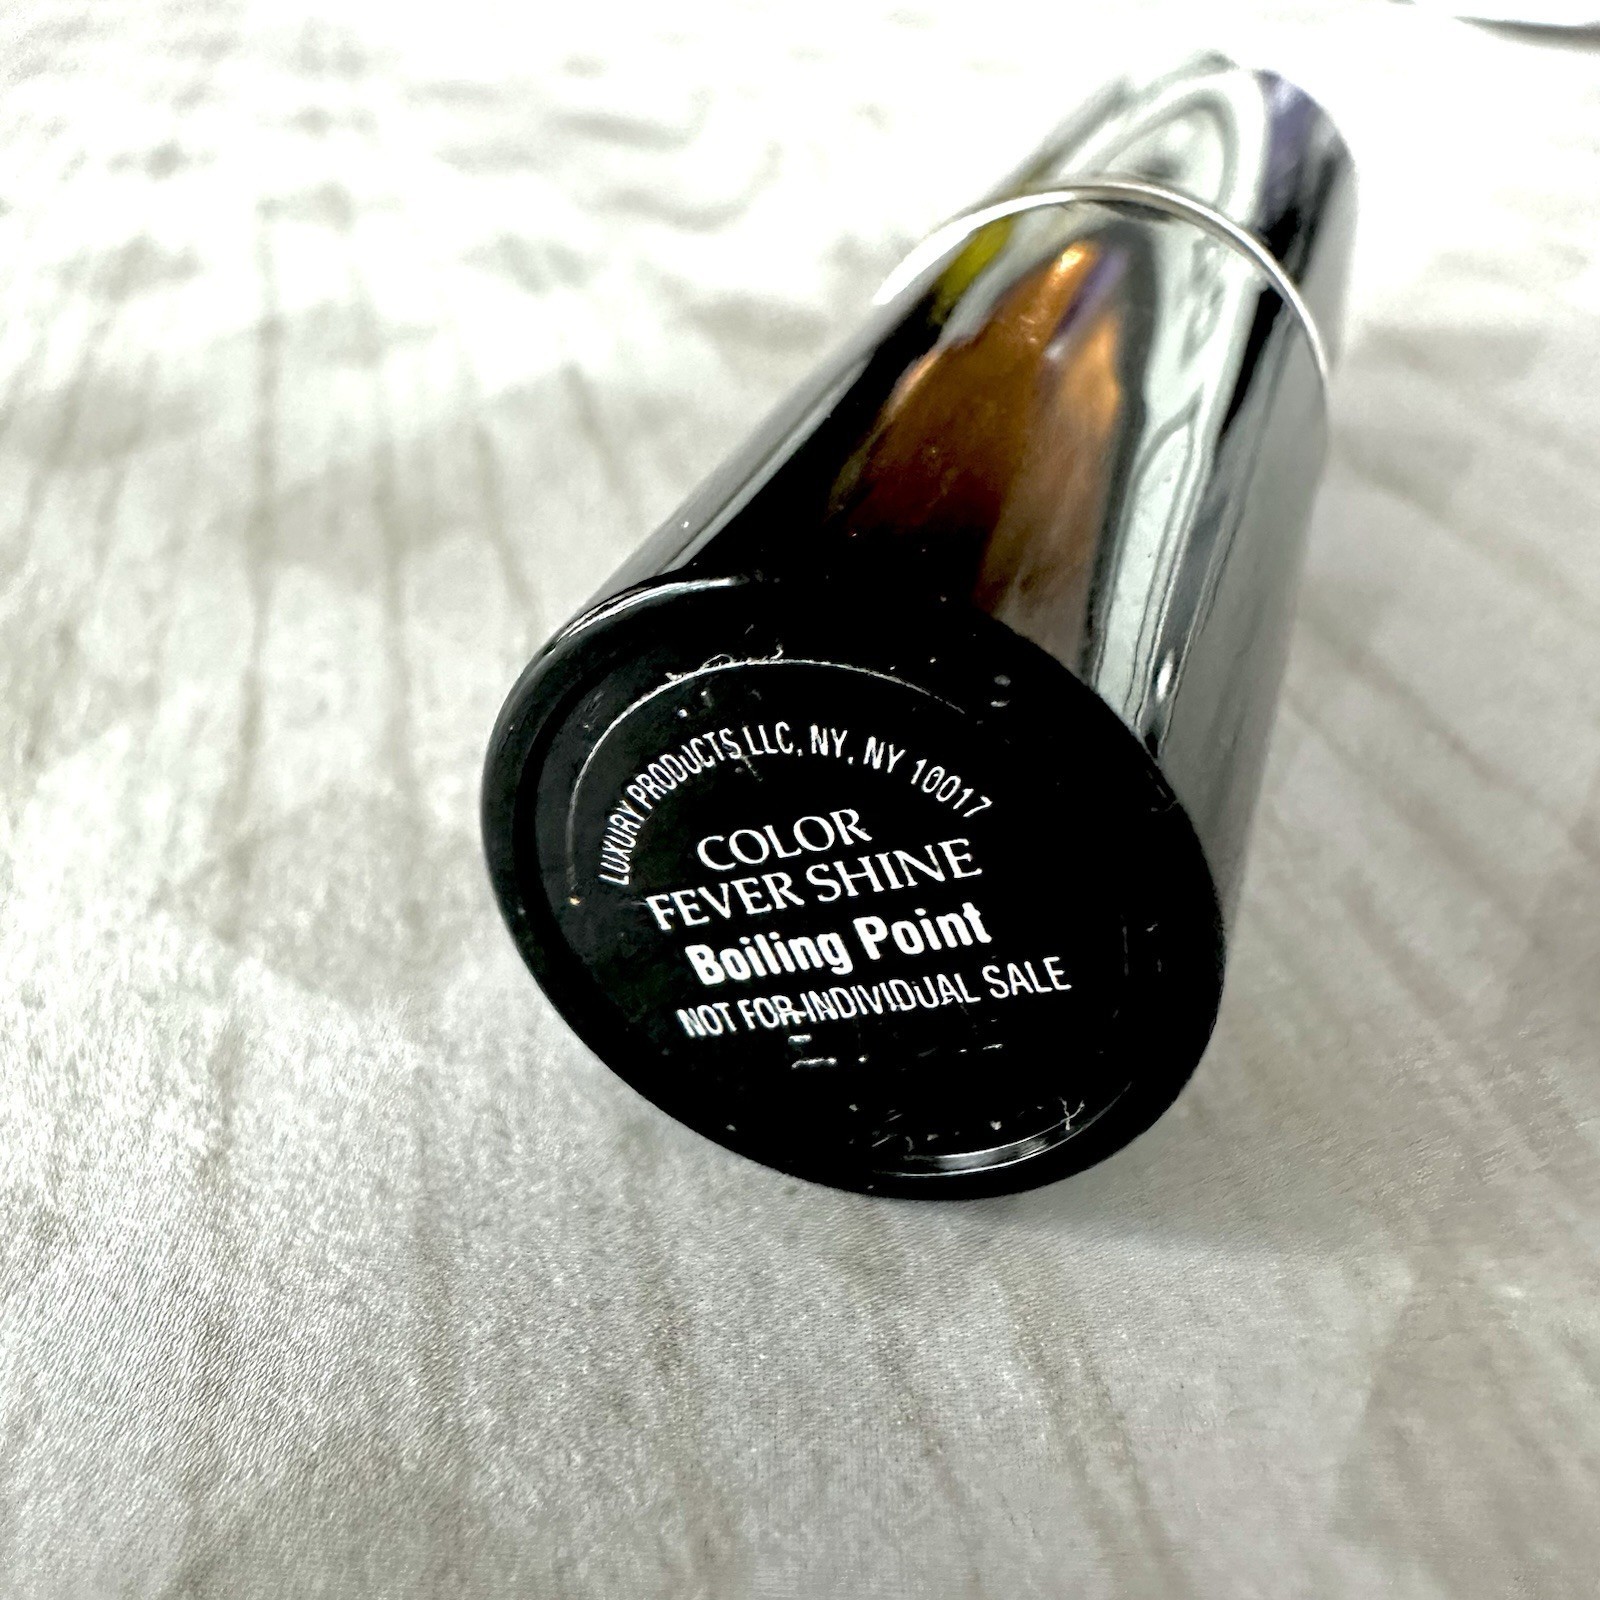 LUXURY PRODUCTS LLC, NY, NY 10017
COLOR
FEVER SHINE
Boiling Point
NOT FOR INDIVIDUAL SALE